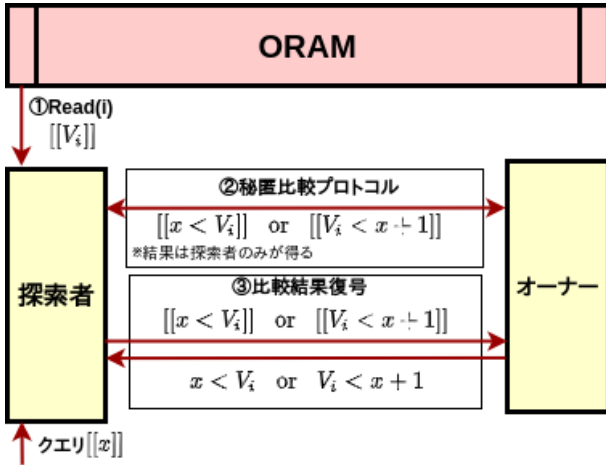 ORAM
①Read(i)
[[V_i]]
②秘匿比較プロトコル
[[x < V_i]] or [[V_i < x + 1]]
※結果は探索者のみが得る
探索者
オーナー
③比較結果復号
[[x < V_i]] or [[V_i < x + 1]]
x < V_i or V_i < x + 1
クエリ[[x]]